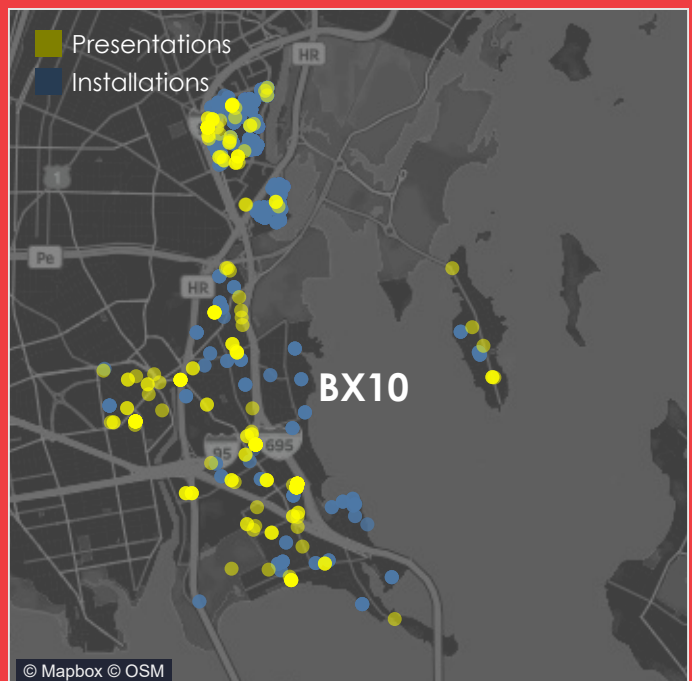 Presentations
Installations
HR
1
Pe
HR
BX10
95
695
© Mapbox © OSM